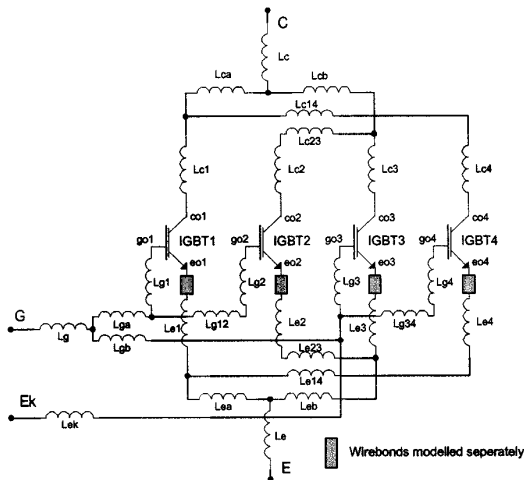 C
Lc
Lca
Lcb
Lc14
Lc23
Lc1
Lc2
Lc3
Lc4
co1
co2
co3
co4
go1
IGBT1
go2
IGBT2
go3
IGBT3
go4
IGBT4
eo1
eo2
eo3
eo4
Lg1
Lg2
Lg3
Lg4
G
Lg
Lga
Lgb
Le1
Lg12
Le2
Le3
Lg34
Le4
Le23
Le14
Ek
Lek
Lea
Leb
Le
E
Wirebonds modelled seperately